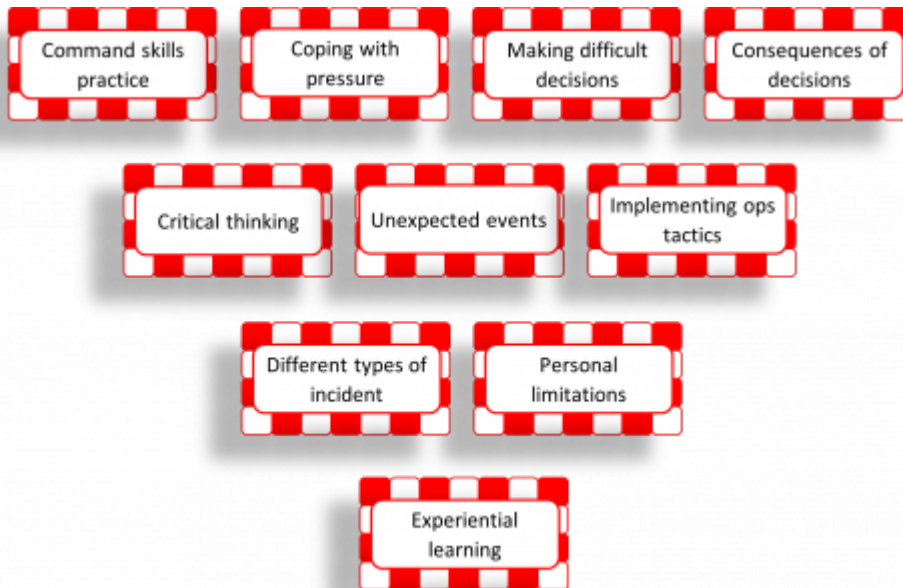 Command skills
practice
Coping with
pressure
Making difficult
decisions
Consequences of
decisions
Critical thinking
Unexpected events
Implementing ops
tactics
Different types of
incident
Personal
limitations
Experiential
learning